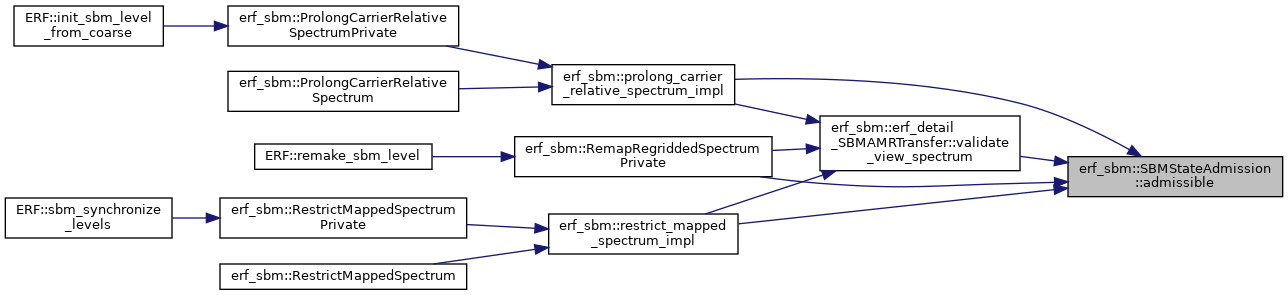 ERF::init_sbm_level
_from_coarse
erf_sbm::ProlongCarrierRelative
SpectrumPrivate
erf_sbm::ProlongCarrierRelative
Spectrum
erf_sbm::prolong_carrier
_relative_spectrum_impl
ERF::remake_sbm_level
erf_sbm::RemapRegriddedSpectrum
Private
erf_sbm::erf_detail
_SBMAMRTransfer::validate
_view_spectrum
erf_sbm::SBMStateAdmission
::admissible
ERF::sbm_synchronize
_levels
erf_sbm::RestrictMappedSpectrum
Private
erf_sbm::restrict_mapped
_spectrum_impl
erf_sbm::RestrictMappedSpectrum